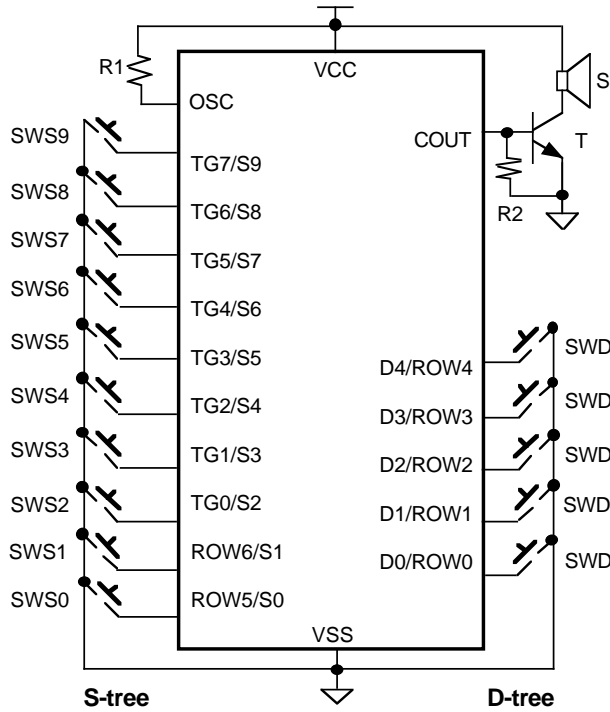 R1
VCC
S
OSC
SWS9
COUT
T
TG7/S9
SWS8
TG6/S8
R2
SWS7
TG5/S7
SWS6
TG4/S6
SWS5
TG3/S5
SWD
D4/ROW4
SWS4
TG2/S4
SWD
D3/ROW3
SWS3
TG1/S3
SWD
D2/ROW2
SWS2
TG0/S2
SWD
D1/ROW1
SWS1
ROW6/S1
SWD
D0/ROW0
SWS0
ROW5/S0
VSS
S-tree
D-tree